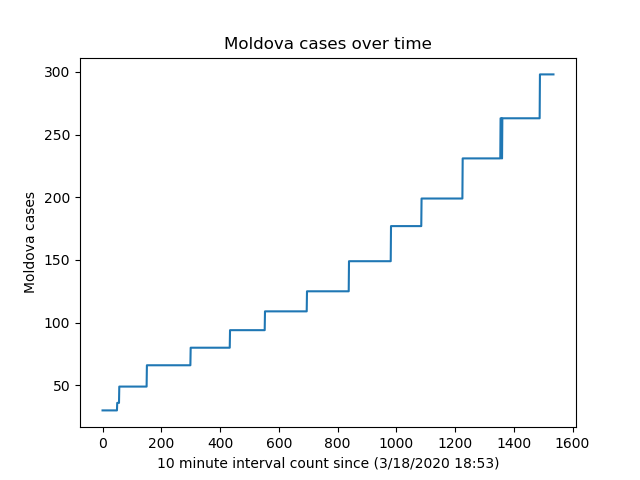 Moldova cases over time
300
250
200
150
100
50
Moldova cases
0 200 400 600 800 1000 1200 1400 1600
10 minute interval count since (3/18/2020 18:53)